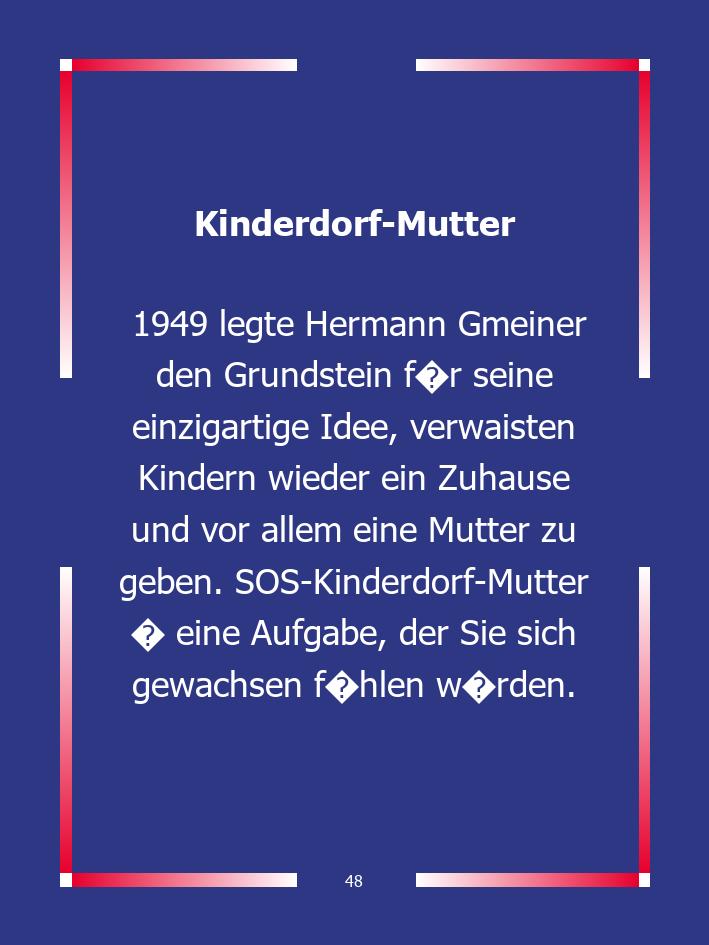 Kinderdorf-Mutter
1949 legte Hermann Gmeiner
den Grundstein f�r seine
einzigartige Idee, verwaisten
Kindern wieder ein Zuhause
und vor allem eine Mutter zu
geben. SOS-Kinderdorf-Mutter
� eine Aufgabe, der Sie sich
gewachsen f�hlen w�rden.
48